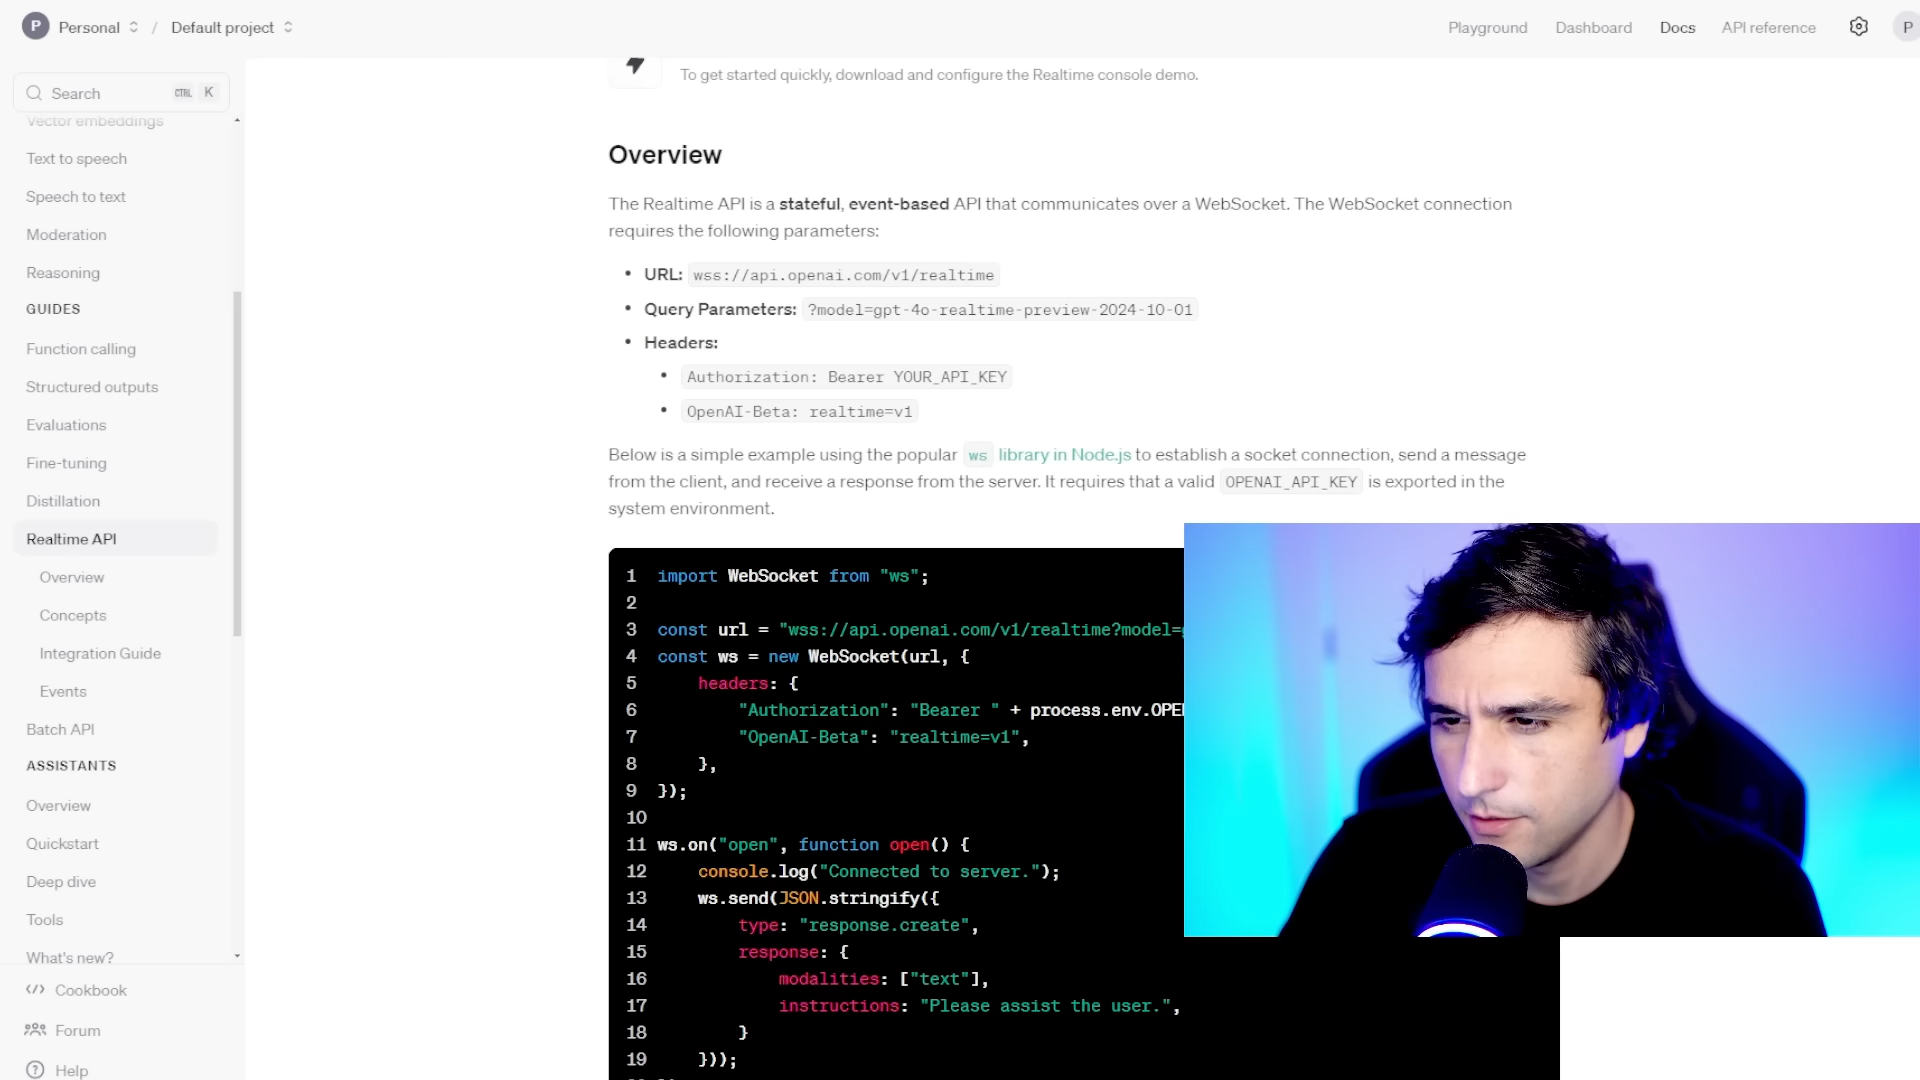 P Personal / Default project
Playground Dashboard Docs API reference P
Search CTRL K
Vector embeddings
Text to speech
Speech to text
Moderation
Reasoning
GUIDES
Function calling
Structured outputs
Evaluations
Fine-tuning
Distillation
Realtime API
Overview
Concepts
Integration Guide
Events
Batch API
ASSISTANTS
Overview
Quickstart
Deep dive
Tools
What's new?
Cookbook
Forum
Help
To get started quickly, download and configure the Realtime console demo.
Overview
The Realtime API is a stateful, event-based API that communicates over a WebSocket. The WebSocket connection
requires the following parameters:
• URL: wss://api.openai.com/v1/realtime
• Query Parameters: ?model=gpt-4o-realtime-preview-2024-10-01
• Headers:
• Authorization: Bearer YOUR_API_KEY
• OpenAI-Beta: realtime=v1
Below is a simple example using the popular ws library in Node.js to establish a socket connection, send a message
from the client, and receive a response from the server. It requires that a valid OPENAI_API_KEY is exported in the
system environment.
1 import WebSocket from "ws";
2
3 const url = "wss://api.openai.com/v1/realtime?model=
4 const ws = new WebSocket(url, {
5 headers: {
6 "Authorization": "Bearer " + process.env.OPE
7 "OpenAI-Beta": "realtime=v1",
8 },
9 });
10
11 ws.on("open", function open() {
12 console.log("Connected to server.");
13 ws.send(JSON.stringify({
14 type: "response.create",
15 response: {
16 modalities: ["text"],
17 instructions: "Please assist the user.",
18 }
19 }));